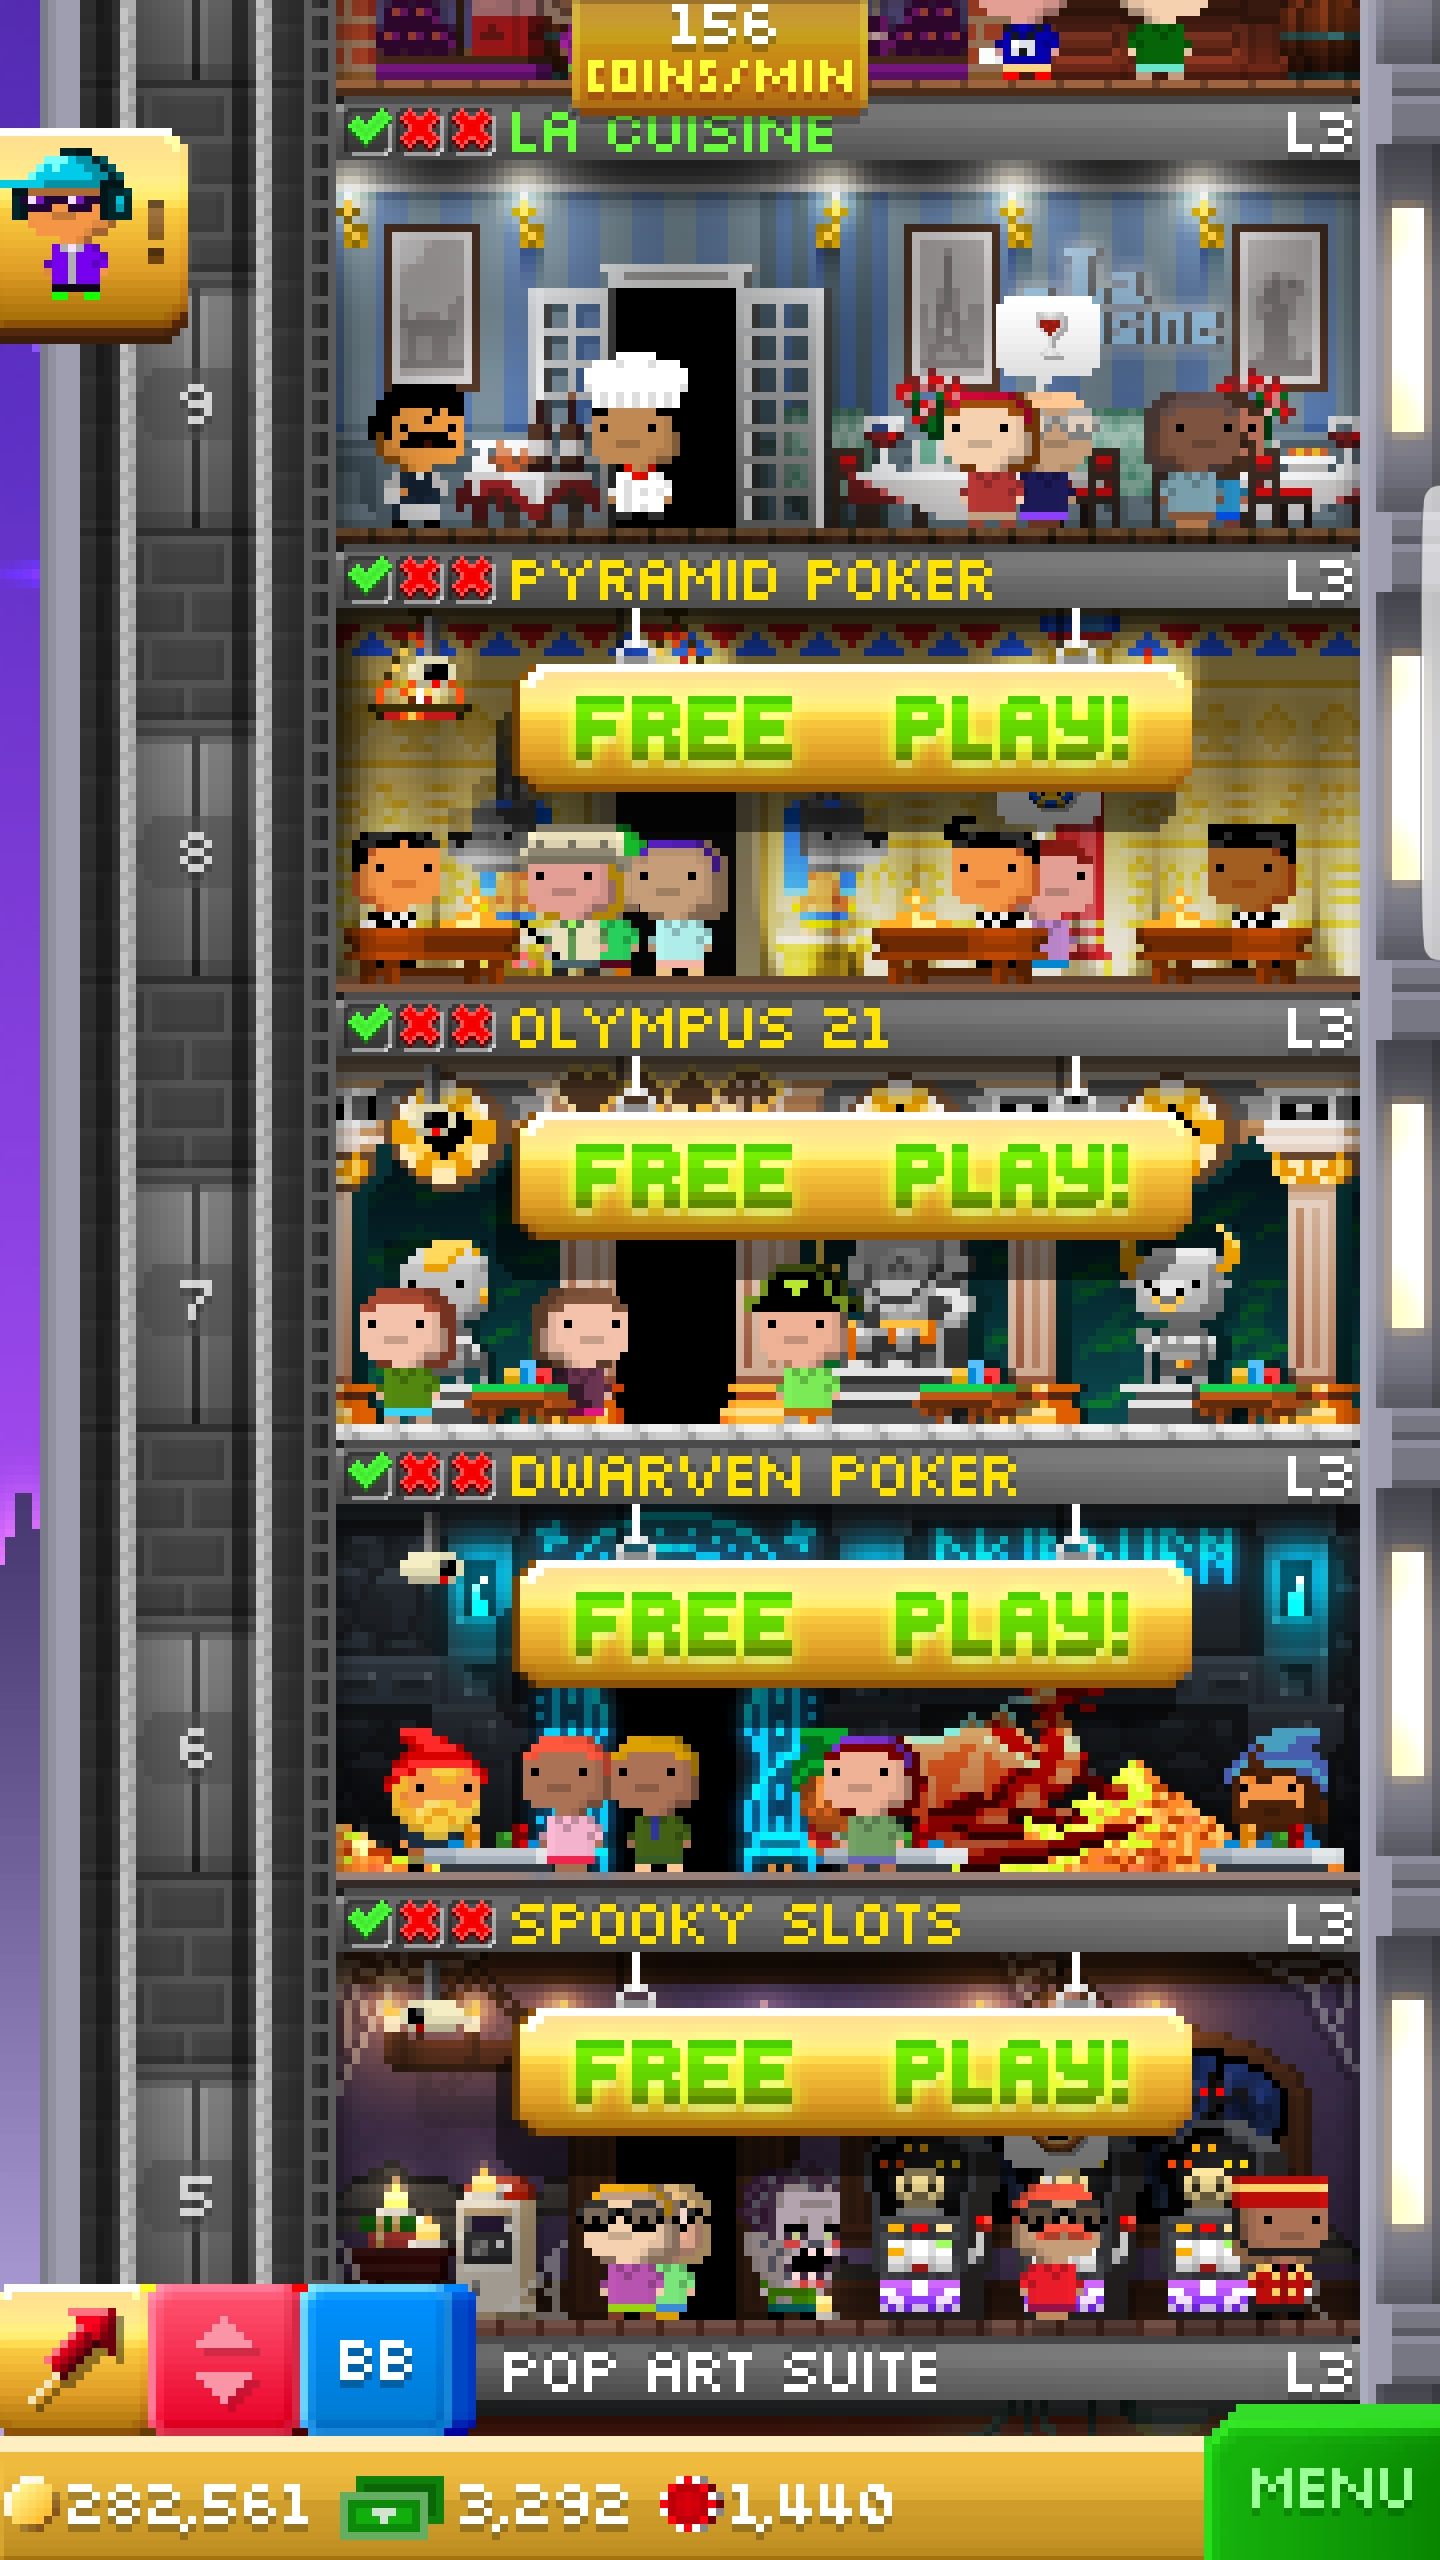 156
COINS/MIN
LA CUISINE L3
!
la
9
PYRAMID POKER L3
FREE PLAY!
8
OLYMPUS 21 L3
FREE PLAY!
7
DWARVEN POKER L3
FREE PLAY!
6
SPOOKY SLOTS L3
FREE PLAY!
5
BB
POP ART SUITE L3
282,561 3,292 1,440
MENU